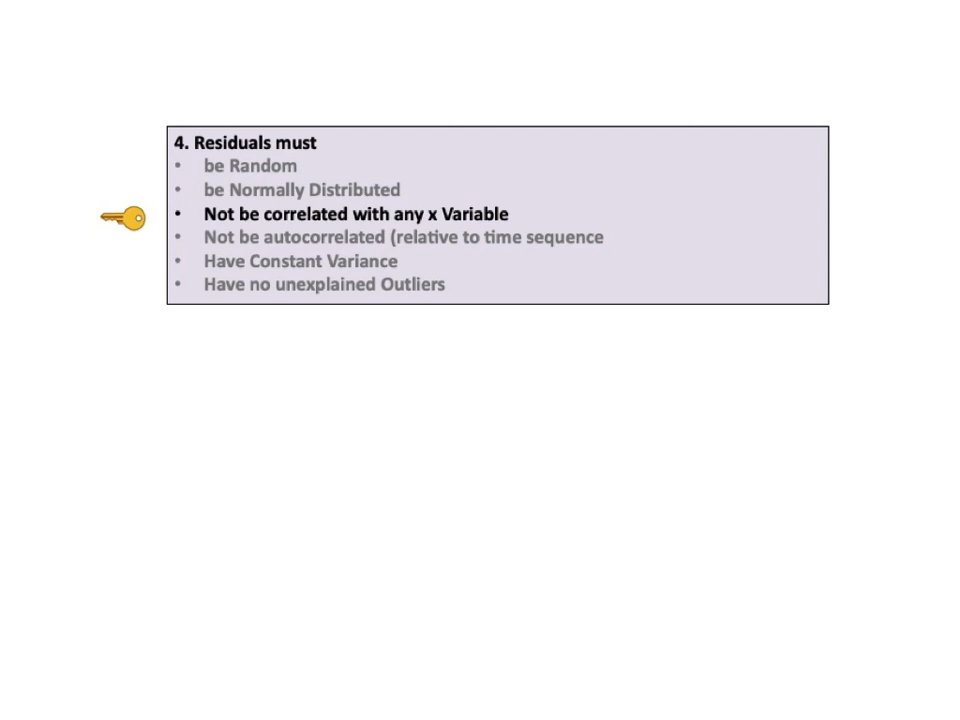 4. Residuals must
• be Random
• be Normally Distributed
• Not be correlated with any x Variable
• Not be autocorrelated (relative to time sequence
• Have Constant Variance
• Have no unexplained Outliers